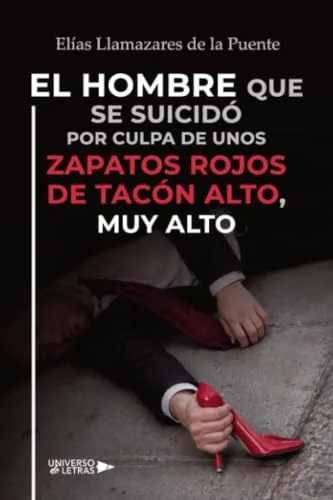 Elías Llamazares de la Puente
EL HOMBRE QUE
SE SUICIDÓ
POR CULPA DE UNOS
ZAPATOS ROJOS
DE TACÓN ALTO,
MUY ALTO
UNIVERSO
de LETRAS